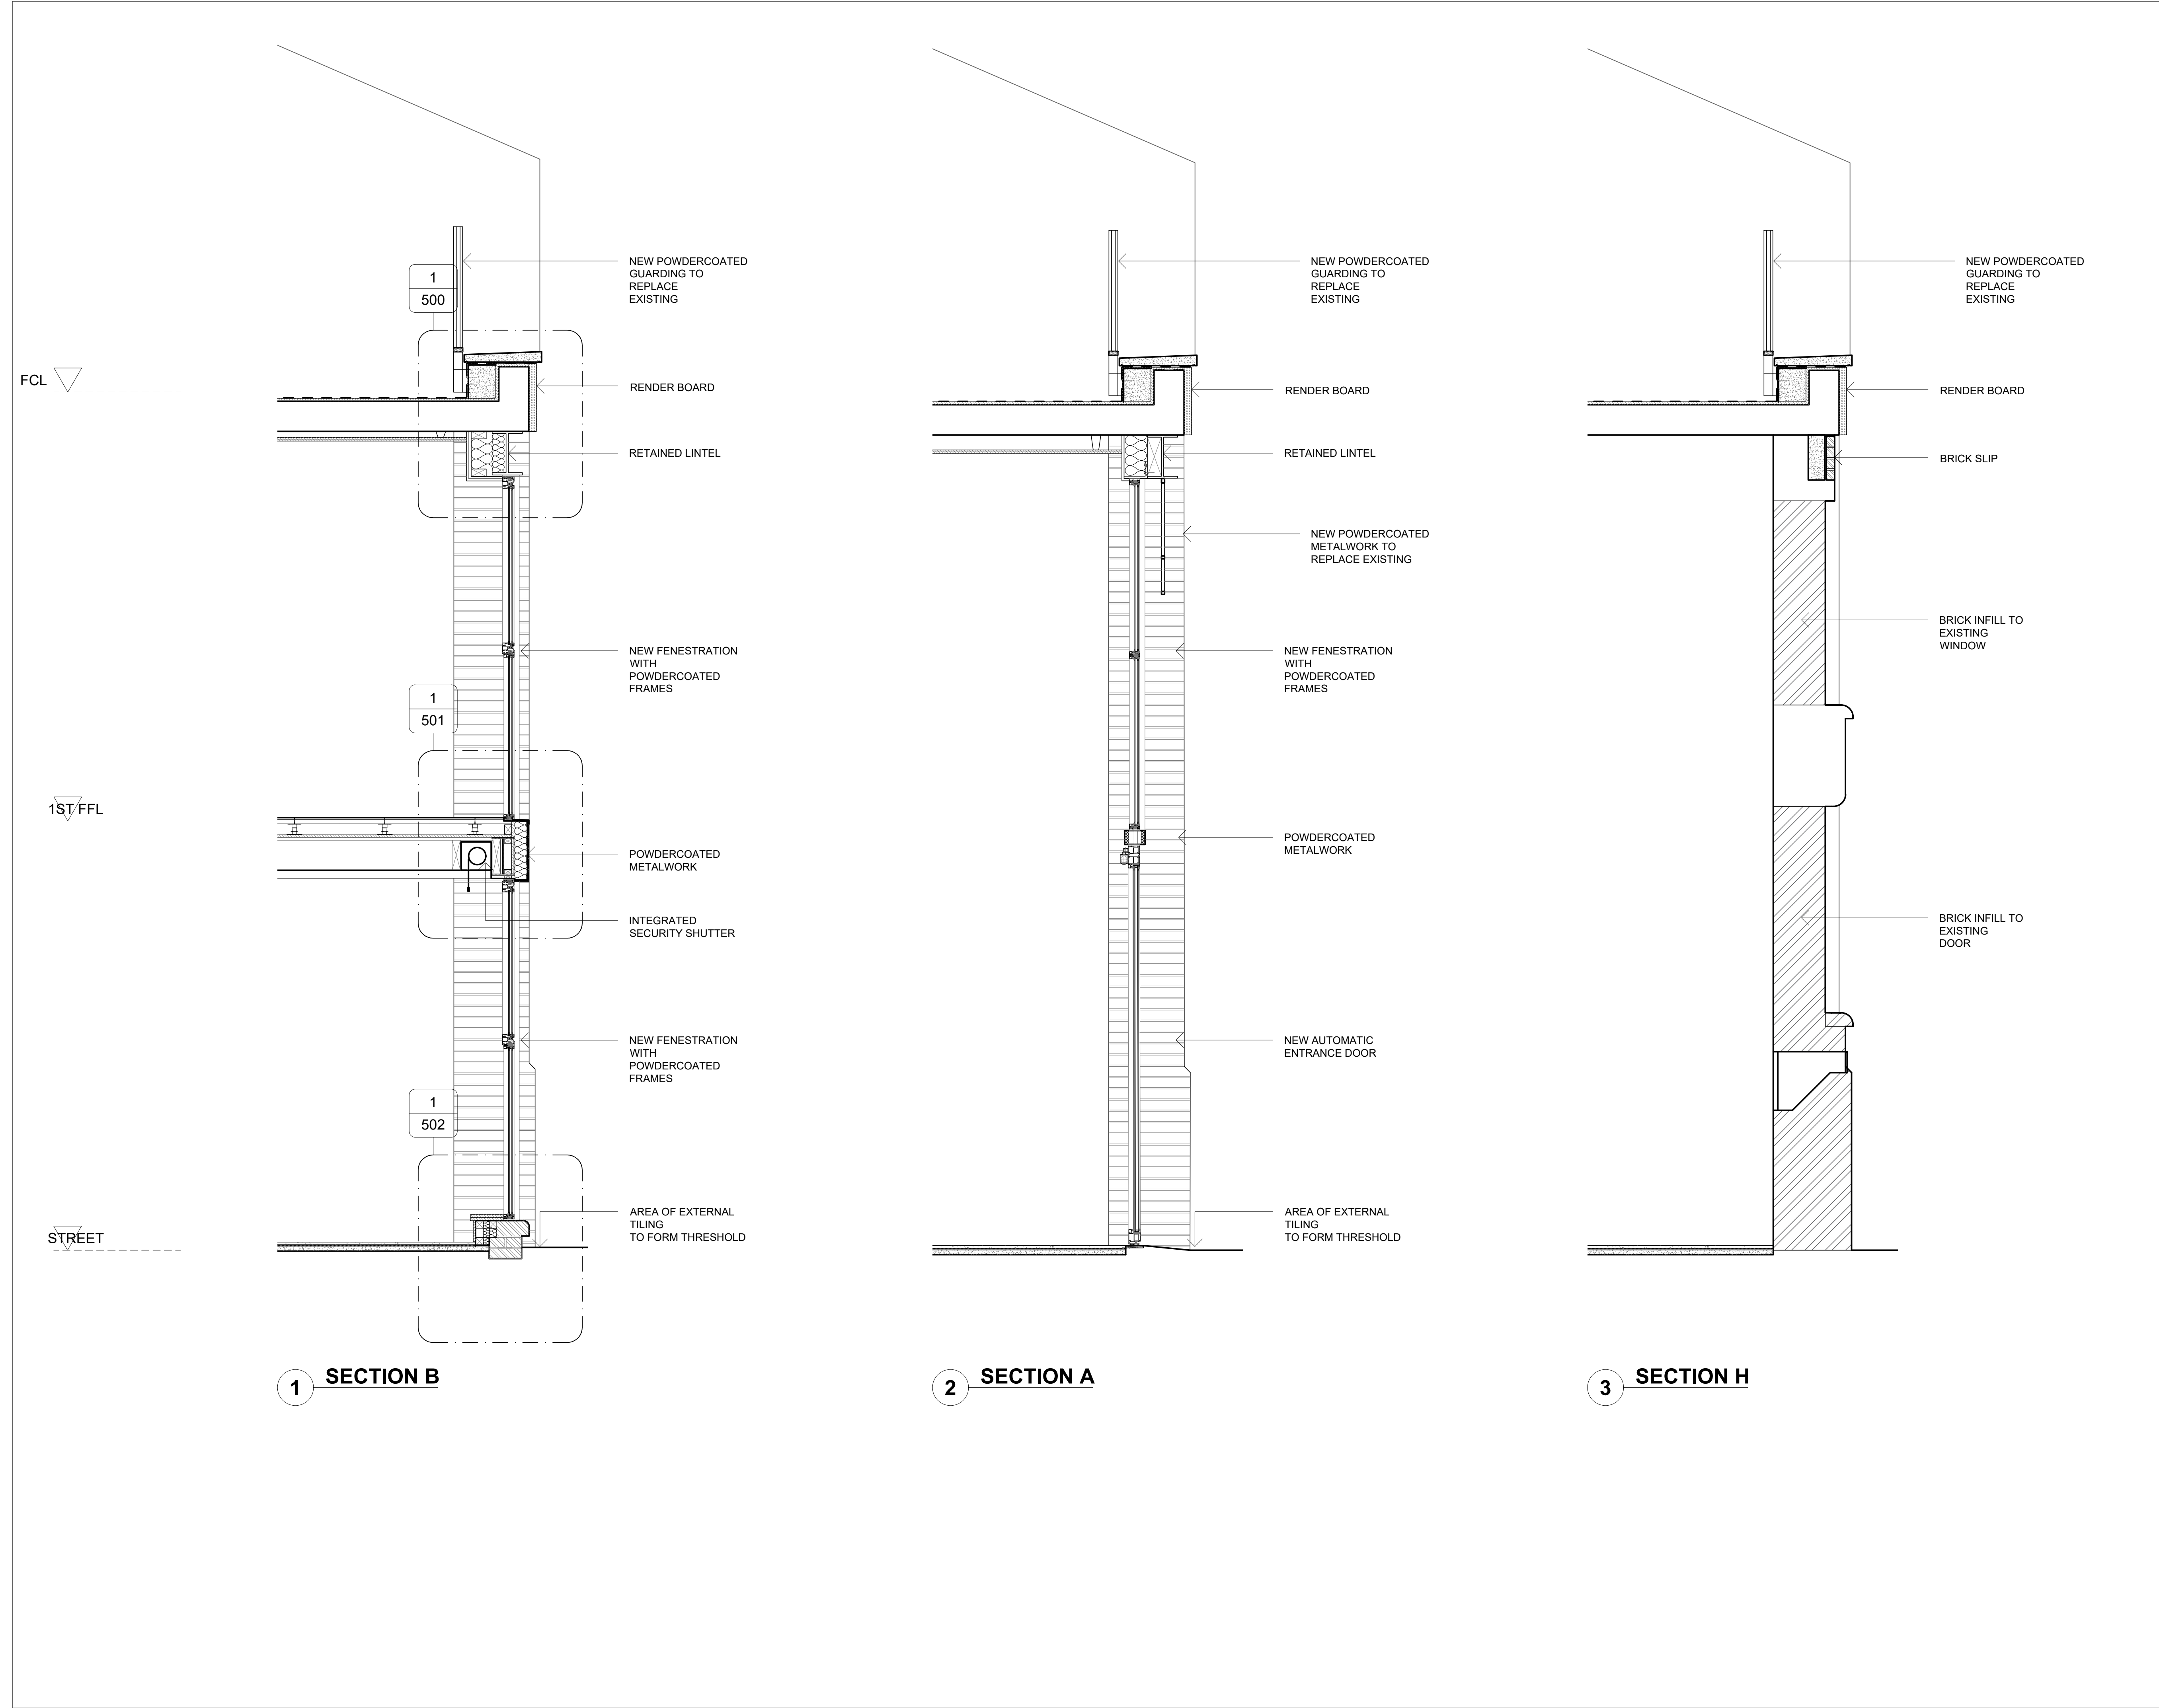 FCL
1ST FFL
STREET
1
500
1
501
1
502
NEW POWDERCOATED
GUARDING TO
REPLACE
EXISTING
RENDER BOARD
RETAINED LINTEL
NEW FENESTRATION
WITH
POWDERCOATED
FRAMES
POWDERCOATED
METALWORK
INTEGRATED
SECURITY SHUTTER
NEW FENESTRATION
WITH
POWDERCOATED
FRAMES
AREA OF EXTERNAL
TILING
TO FORM THRESHOLD
1 SECTION B
NEW POWDERCOATED
GUARDING TO
REPLACE
EXISTING
RENDER BOARD
RETAINED LINTEL
NEW POWDERCOATED
METALWORK TO
REPLACE EXISTING
NEW FENESTRATION
WITH
POWDERCOATED
FRAMES
POWDERCOATED
METALWORK
NEW AUTOMATIC
ENTRANCE DOOR
AREA OF EXTERNAL
TILING
TO FORM THRESHOLD
2 SECTION A
NEW POWDERCOATED
GUARDING TO
REPLACE
EXISTING
RENDER BOARD
BRICK SLIP
BRICK INFILL TO
EXISTING
WINDOW
BRICK INFILL TO
EXISTING
DOOR
3 SECTION H